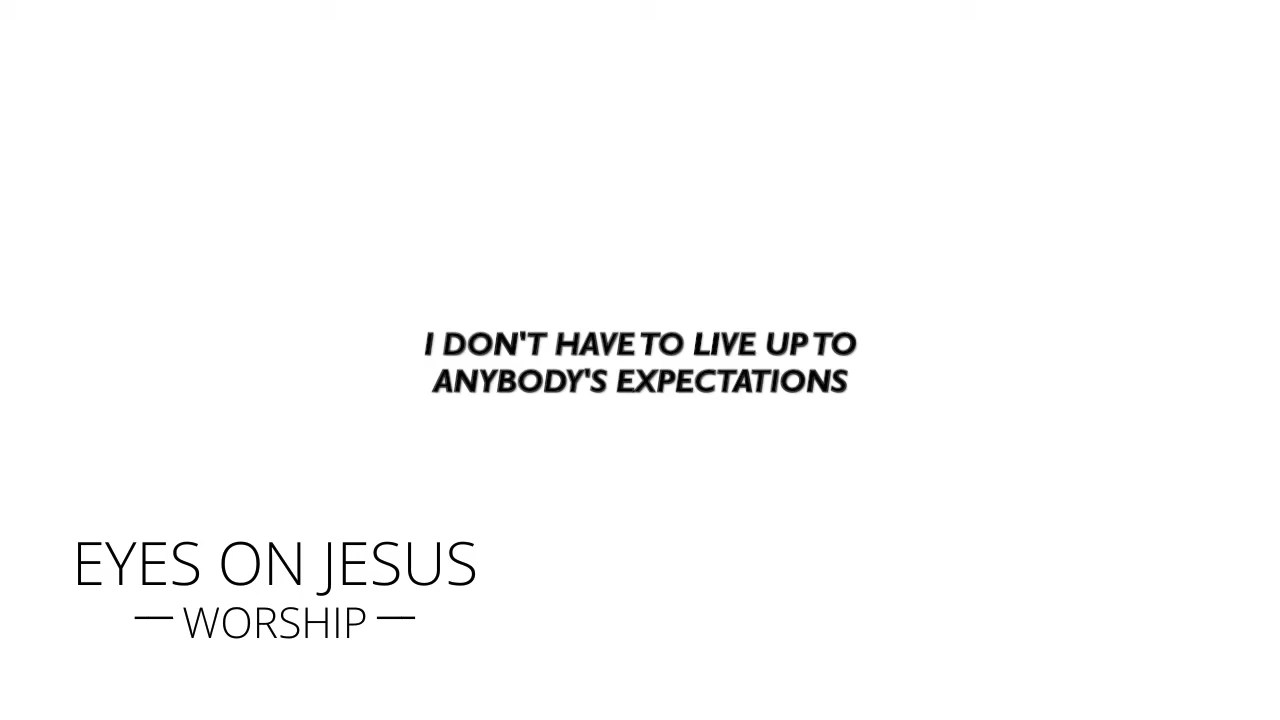 I DON'T HAVE TO LIVE UP TO
ANYBODY'S EXPECTATIONS
EYES ON JESUS
— WORSHIP —